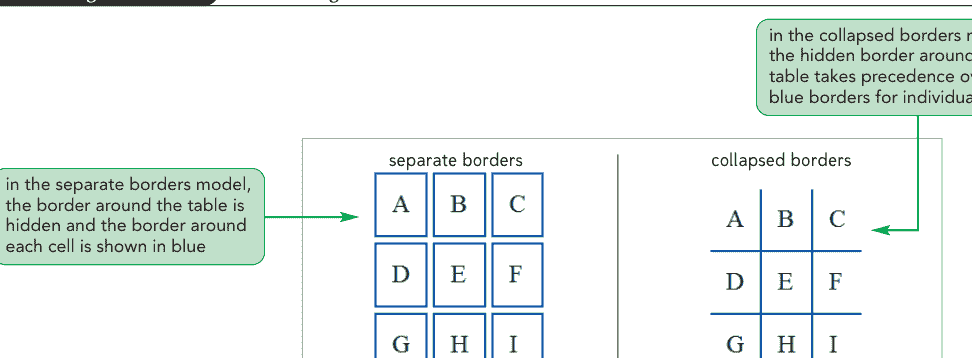 in the collapsed borders
the hidden border around
table takes precedence
blue borders for
separate borders
collapsed borders
in the separate borders model,
the border around the table is
hidden and the border around
each cell is shown in blue
A B C
D E F
G H I
A B C
D E F
G H I